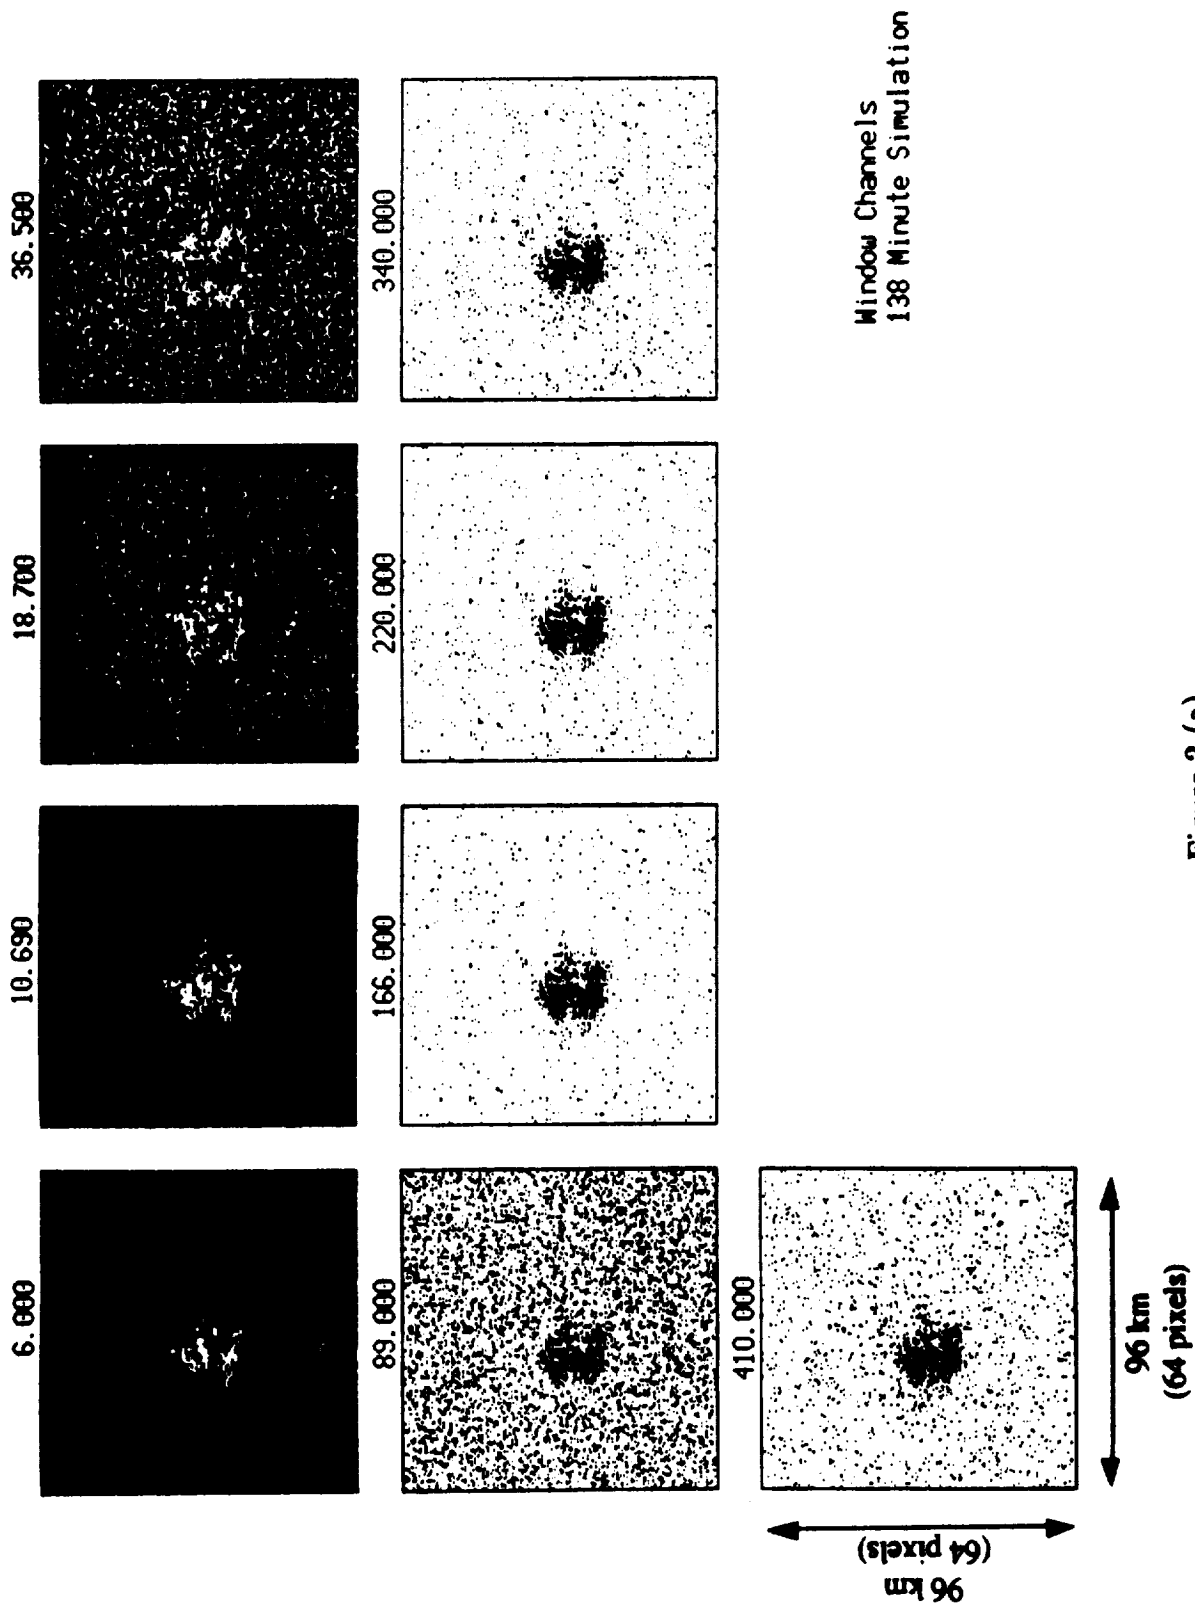 6.000
10.690
18.700
36.500
89.000
166.000
220.000
340.000
410.000
Window Channels
138 Minute Simulation
96 km
(64 pixels)
96 km
(64 pixels)
Figure